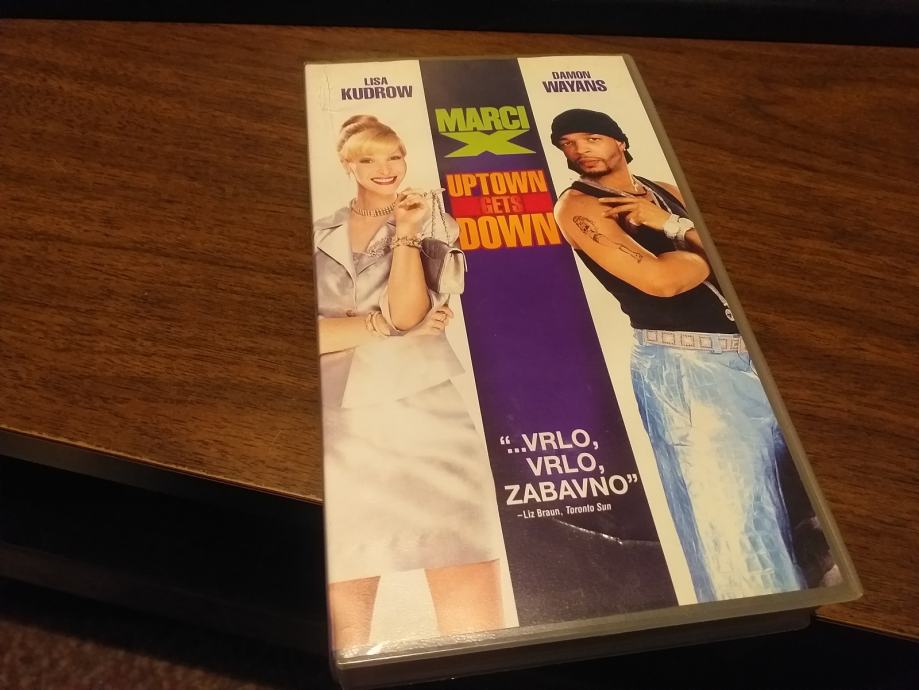 LISA
KUDROW
DAMON
WAYANS
MARCI
X
UPTOWN
GETS
DOWN
“...VRLO,
VRLO,
ZABAVNO”
–Liz Braun, Toronto Sun